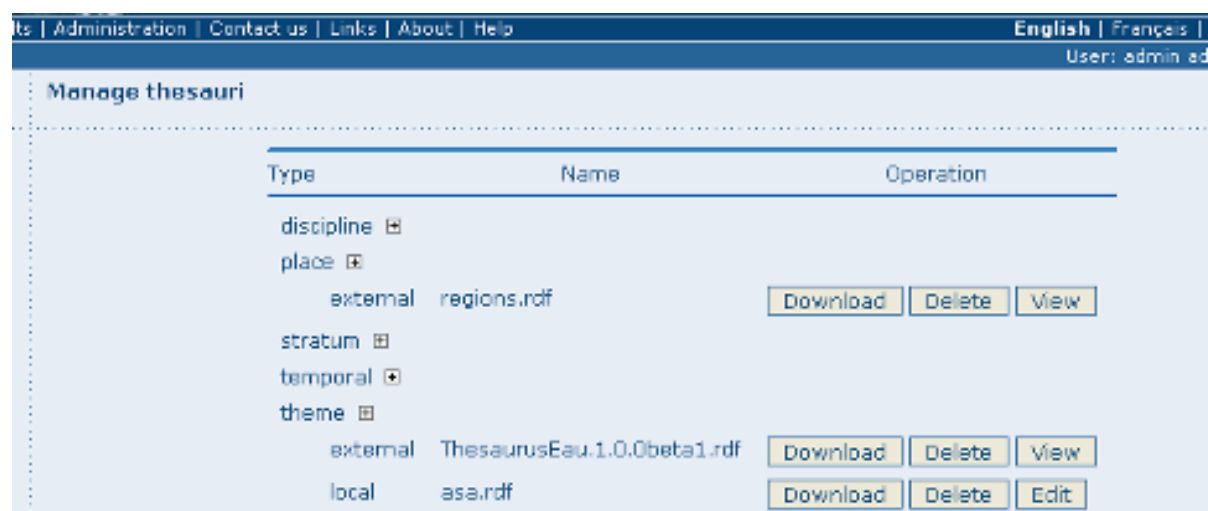 lts | Administration | Contact us | Links | About | Help English | Français |
User: admin ad
Manage thesauri
Type Name Operation
discipline
place
external regions.rdf Download Delete View
stratum
temporal
theme
external ThesaurusEau.1.0.0beta1.rdf Download Delete View
local asa.rdf Download Delete Edit